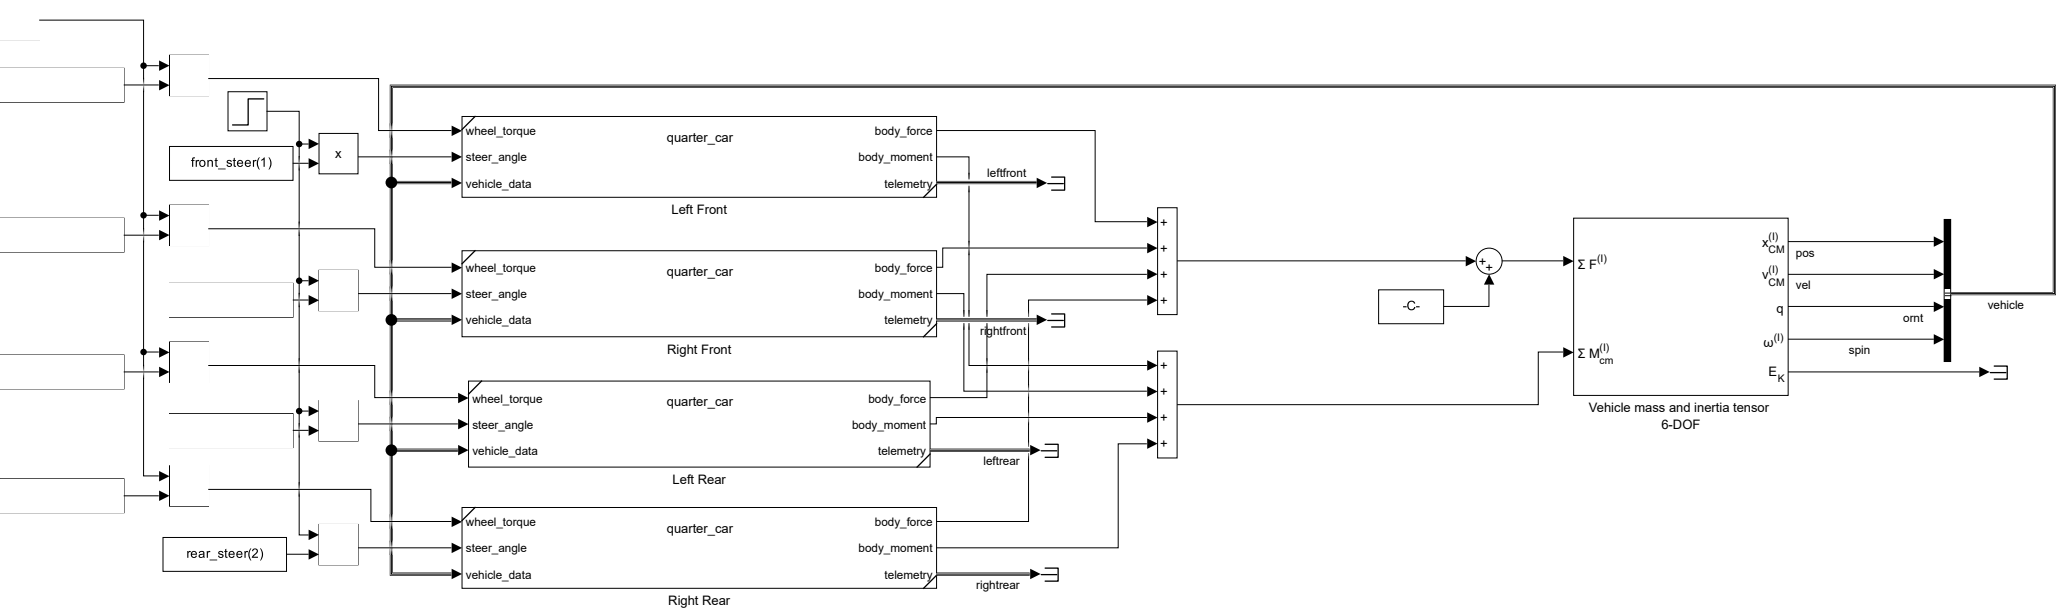 front_steer(1)
x
wheel_torque
steer_angle
vehicle_data
quarter_car
body_force
body_moment
telemetry
Left Front
leftfront
wheel_torque
steer_angle
vehicle_data
quarter_car
body_force
body_moment
telemetry
Right Front
rightfront
wheel_torque
steer_angle
vehicle_data
quarter_car
body_force
body_moment
telemetry
Left Rear
leftrear
rear_steer(2)
wheel_torque
steer_angle
vehicle_data
quarter_car
body_force
body_moment
telemetry
Right Rear
rightrear
+
+
+
+
+
+
+
+
+
+
-C-
Σ F(I)
Σ M(I)cm
x(I)CM
v(I)CM
q
ω(I)
EK
Vehicle mass and inertia tensor
6-DOF
pos
vel
ornt
spin
vehicle